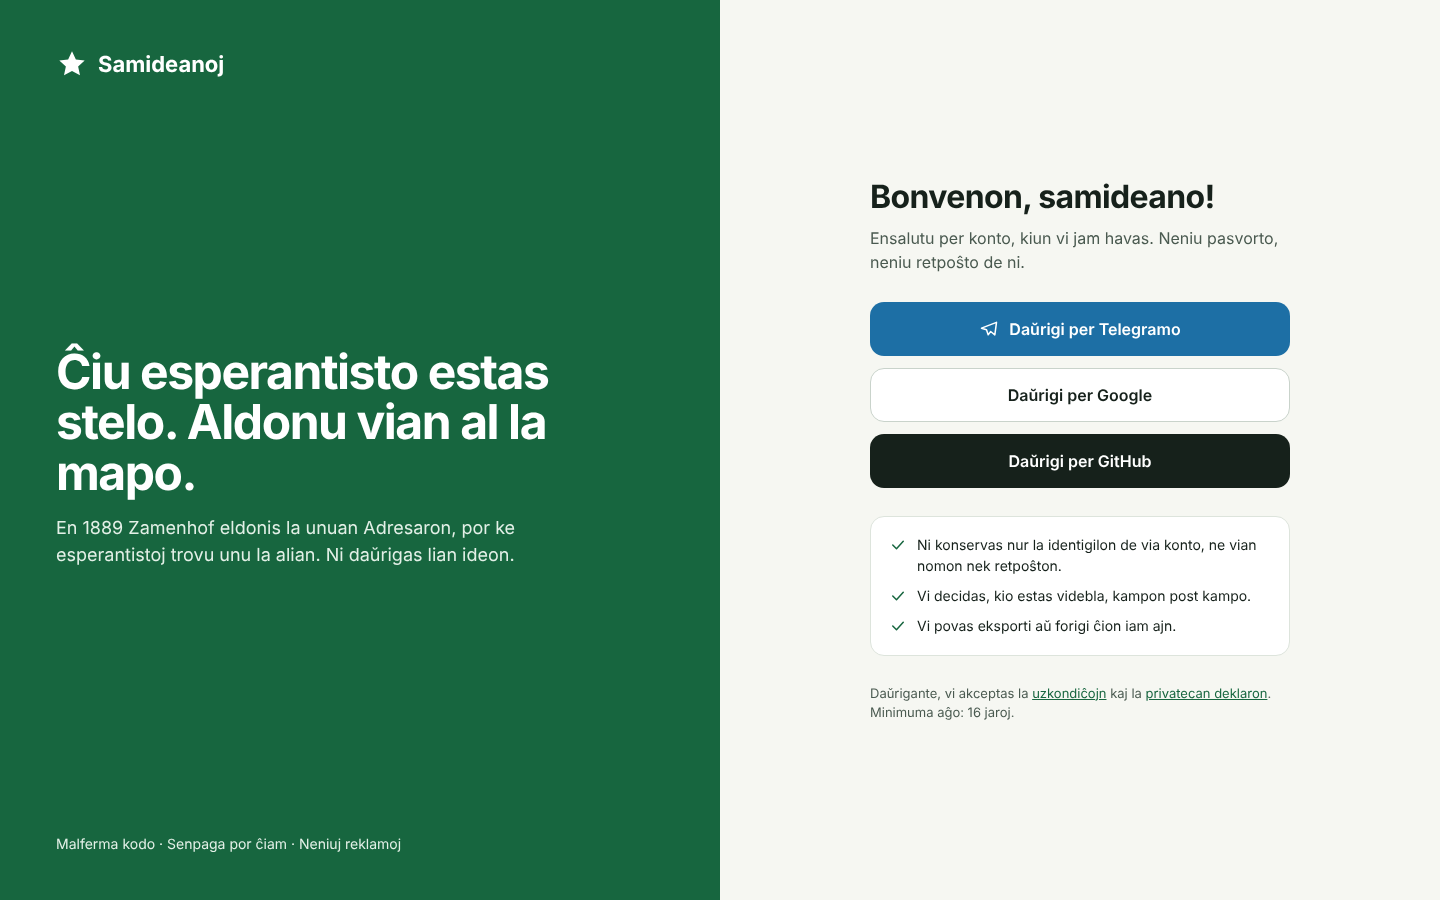 Samideanoj
Ĉiu esperantisto estas
stelo. Aldonu vian al la
mapo.
En 1889 Zamenhof eldonis la unuan Adresaron, por ke
esperantistoj trovu unu la alian. Ni daŭrigas lian ideon.
Malferma kodo · Senpaga por ĉiam · Neniuj reklamoj
Bonvenon, samideano!
Ensalutu per konto, kiun vi jam havas. Neniu pasvorto,
neniu retpoŝto de ni.
Daŭrigi per Telegramo
Daŭrigi per Google
Daŭrigi per GitHub
Ni konservas nur la identigilon de via konto, ne vian
nomon nek retpoŝton.
Vi decidas, kio estas videbla, kampon post kampo.
Vi povas eksporti aŭ forigi ĉion iam ajn.
Daŭrigante, vi akceptas la uzkondiĉojn kaj la privatecan deklaron.
Minimuma aĝo: 16 jaroj.